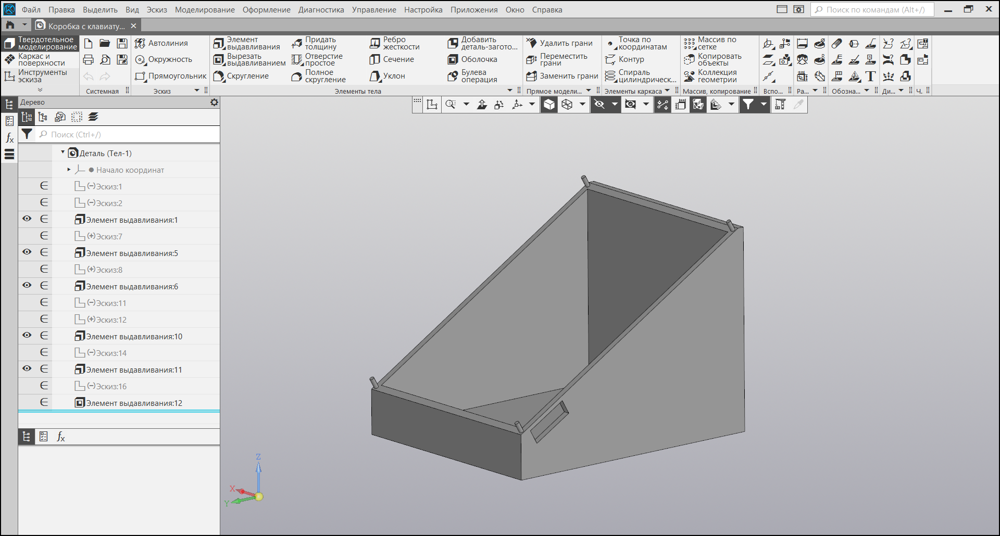 Файл Правка Выделить Вид Эскиз Моделирование Оформление Диагностика Управление Настройка Приложения Окно Справка
Поиск по командам (Alt+/)
Коробка с клавиату...
Твердотельное моделирование
Каркас и поверхности
Инструменты эскиза
Системная
Автолиния
Окружность
Прямоугольник
Эскиз
Элемент выдавливания
Вырезать выдавливанием
Скругление
Придать толщину
Отверстие простое
Полное скругление
Ребро жесткости
Сечение
Уклон
Добавить деталь-загото...
Оболочка
Булева операция
Элементы тела
Удалить грани
Переместить грани
Заменить грани
Прямое модели...
Точка по координатам
Контур
Спираль цилиндрическ...
Элементы каркаса
Массив по сетке
Копировать объекты
Коллекция геометрии
Массив, копирование
Вспо...
Ра...
Обозна...
Ди...
Ч.
Дерево
Поиск (Ctrl+/)
Деталь (Тел-1)
Начало координат
(−)Эскиз:1
(−)Эскиз:2
Элемент выдавливания:1
(+)Эскиз:7
Элемент выдавливания:5
(+)Эскиз:8
Элемент выдавливания:6
(−)Эскиз:11
(+)Эскиз:12
Элемент выдавливания:10
(−)Эскиз:14
Элемент выдавливания:11
(−)Эскиз:16
Элемент выдавливания:12
Z
X
Y